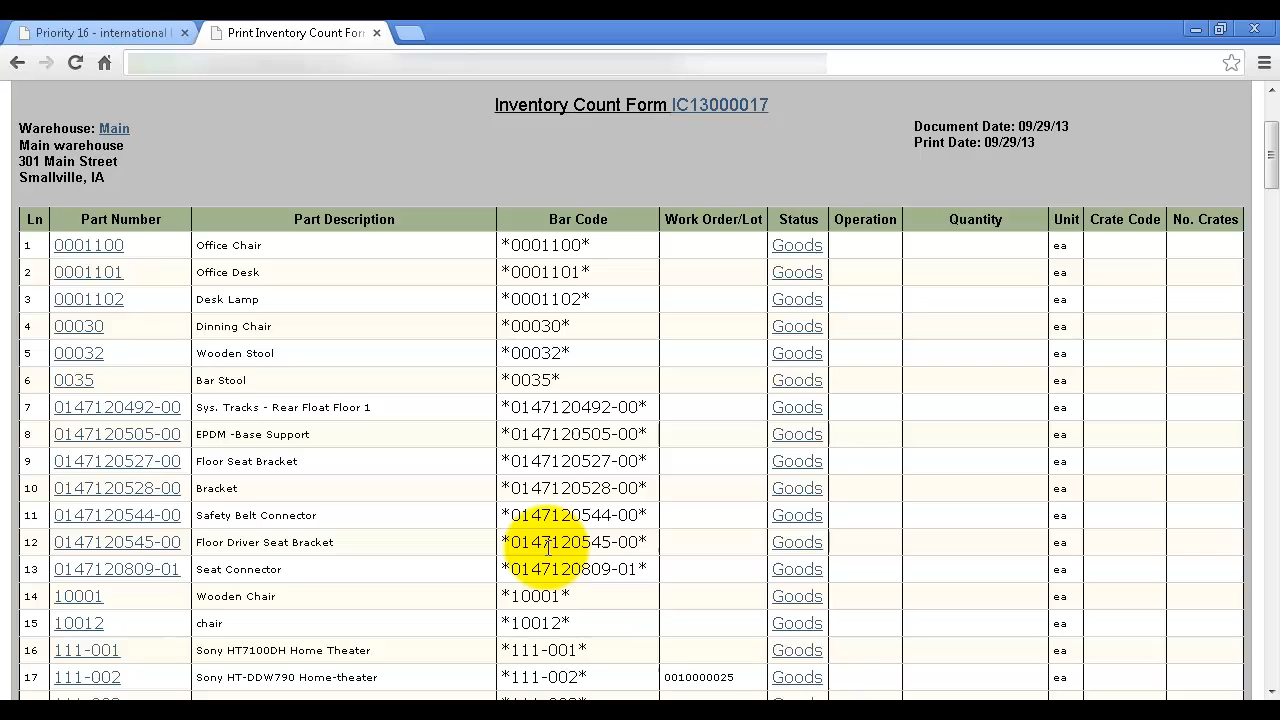 Priority 16 - international
Print Inventory Count For
Inventory Count Form IC13000017
Warehouse: Main
Main warehouse
301 Main Street
Smallville, IA
Document Date: 09/29/13
Print Date: 09/29/13
Ln Part Number Part Description Bar Code Work Order/Lot Status Operation Quantity Unit Crate Code No. Crates
1 0001100 Office Chair *0001100* Goods ea
2 0001101 Office Desk *0001101* Goods ea
3 0001102 Desk Lamp *0001102* Goods ea
4 00030 Dinning Chair *00030* Goods ea
5 00032 Wooden Stool *00032* Goods ea
6 0035 Bar Stool *0035* Goods ea
7 0147120492-00 Sys. Tracks - Rear Float Floor 1 *0147120492-00* Goods ea
8 0147120505-00 EPDM -Base Support *0147120505-00* Goods ea
9 0147120527-00 Floor Seat Bracket *0147120527-00* Goods ea
10 0147120528-00 Bracket *0147120528-00* Goods ea
11 0147120544-00 Safety Belt Connector *0147120544-00* Goods ea
12 0147120545-00 Floor Driver Seat Bracket *0147120545-00* Goods ea
13 0147120809-01 Seat Connector *0147120809-01* Goods ea
14 10001 Wooden Chair *10001* Goods ea
15 10012 chair *10012* Goods ea
16 111-001 Sony HT7100DH Home Theater *111-001* Goods ea
17 111-002 Sony HT-DDW790 Home-theater *111-002* 0010000025 Goods ea